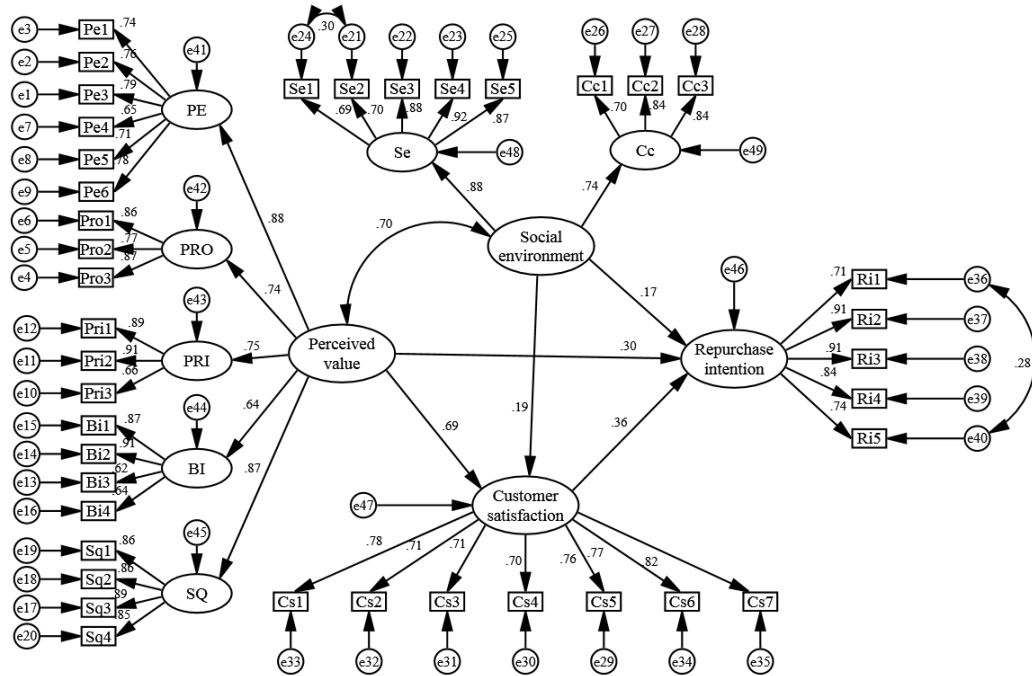 e3
Pe1
.74
e2
Pe2
.76
e1
Pe3
.79
e7
Pe4
.65
e8
Pe5
.71
e9
Pe6
.78
e41
PE
e6
Pro1
.86
e5
Pro2
.77
e4
Pro3
.87
e42
PRO
e12
Pri1
.89
e11
Pri2
.91
e10
Pri3
.66
e43
PRI
e15
Bi1
.87
e14
Bi2
.91
e13
Bi3
.62
e16
Bi4
.64
e44
BI
e19
Sq1
.86
e18
Sq2
.86
e17
Sq3
.89
e20
Sq4
.85
e45
SQ
.88
.74
.75
.64
.87
Perceived
value
.70
.30
e24
e21
e22
e23
e25
Se1
Se2
Se3
Se4
Se5
.69
.70
.88
.92
.87
Se
e48
.88
e26
e27
e28
Cc1
Cc2
Cc3
.70
.84
.84
Cc
e49
.74
Social
environment
.17
.30
.19
.69
.36
e46
Repurchase
intention
.71
Ri1
e36
.91
Ri2
e37
.91
Ri3
e38
.84
Ri4
e39
.74
Ri5
e40
.28
e47
Customer
satisfaction
.78
.71
.71
.70
.76
.77
.82
Cs1
Cs2
Cs3
Cs4
Cs5
Cs6
Cs7
e33
e32
e31
e30
e29
e34
e35